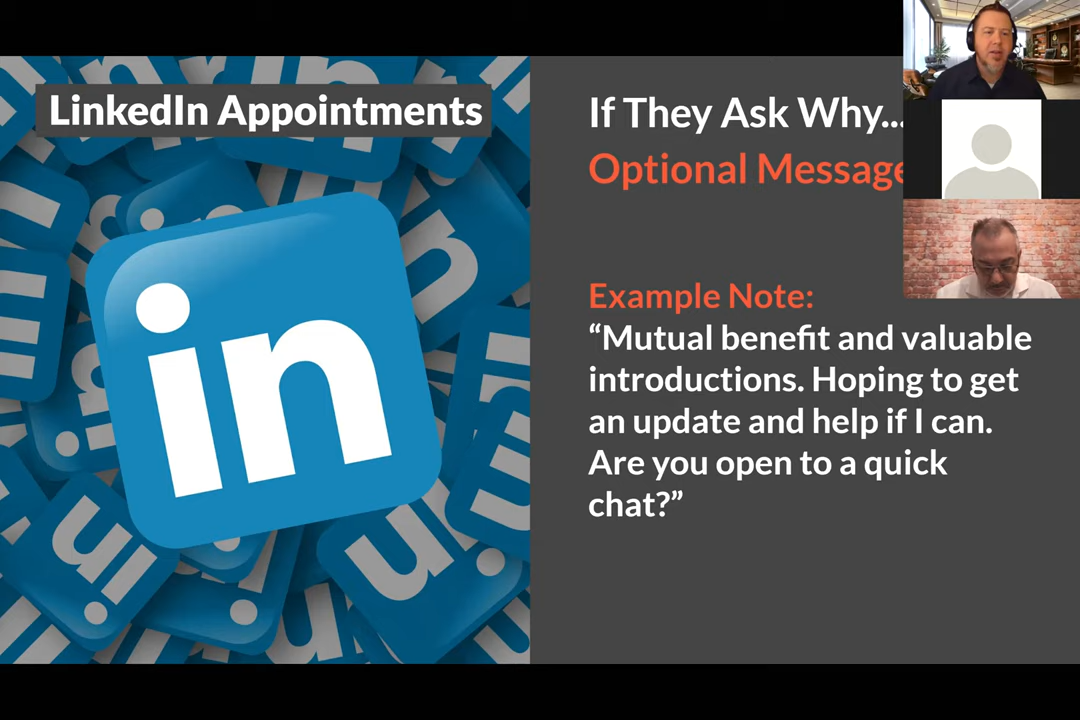 LinkedIn Appointments
If They Ask Why...
Optional Message
Example Note:
“Mutual benefit and valuable
introductions. Hoping to get
an update and help if I can.
Are you open to a quick
chat?”
in